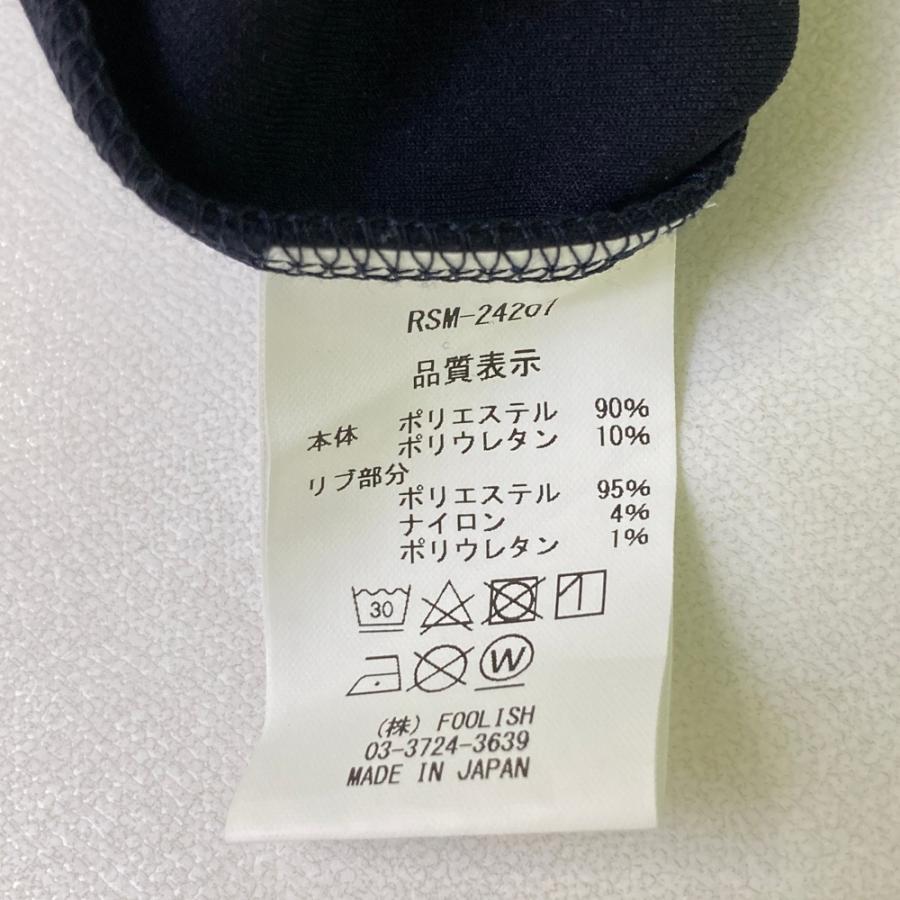 RSM-24207
品質表示
本体 ポリエステル 90%
ポリウレタン 10%
リブ部分
ポリエステル 95%
ナイロン 4%
ポリウレタン 1%
30
W
(株) FOOLISH
03-3724-3639
MADE IN JAPAN